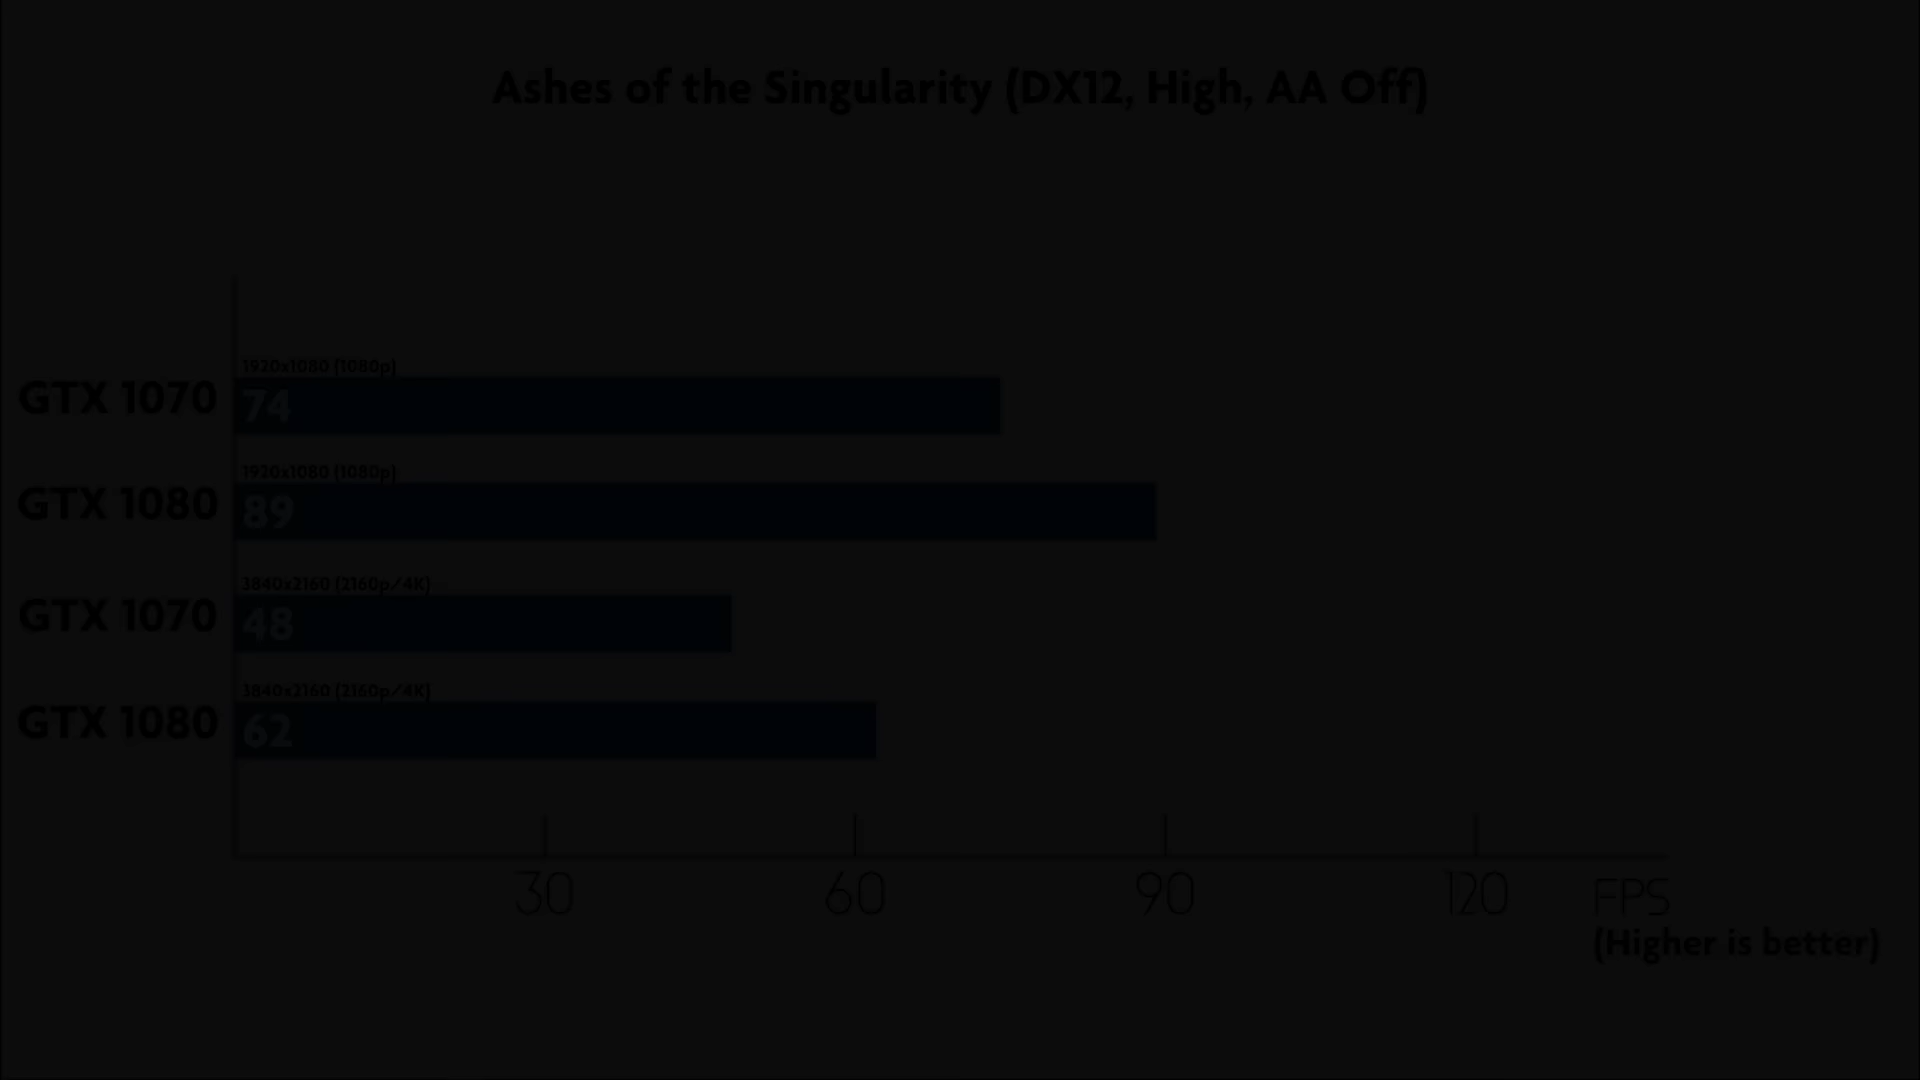 Ashes of the Singularity (DX12, High, AA Off)
1920x1080 (1080p)
GTX 1070 74
1920x1080 (1080p)
GTX 1080 89
3840x2160 (2160p/4K)
GTX 1070 48
3840x2160 (2160p/4K)
GTX 1080 62
30 60 90 120 FPS
(Higher is better)